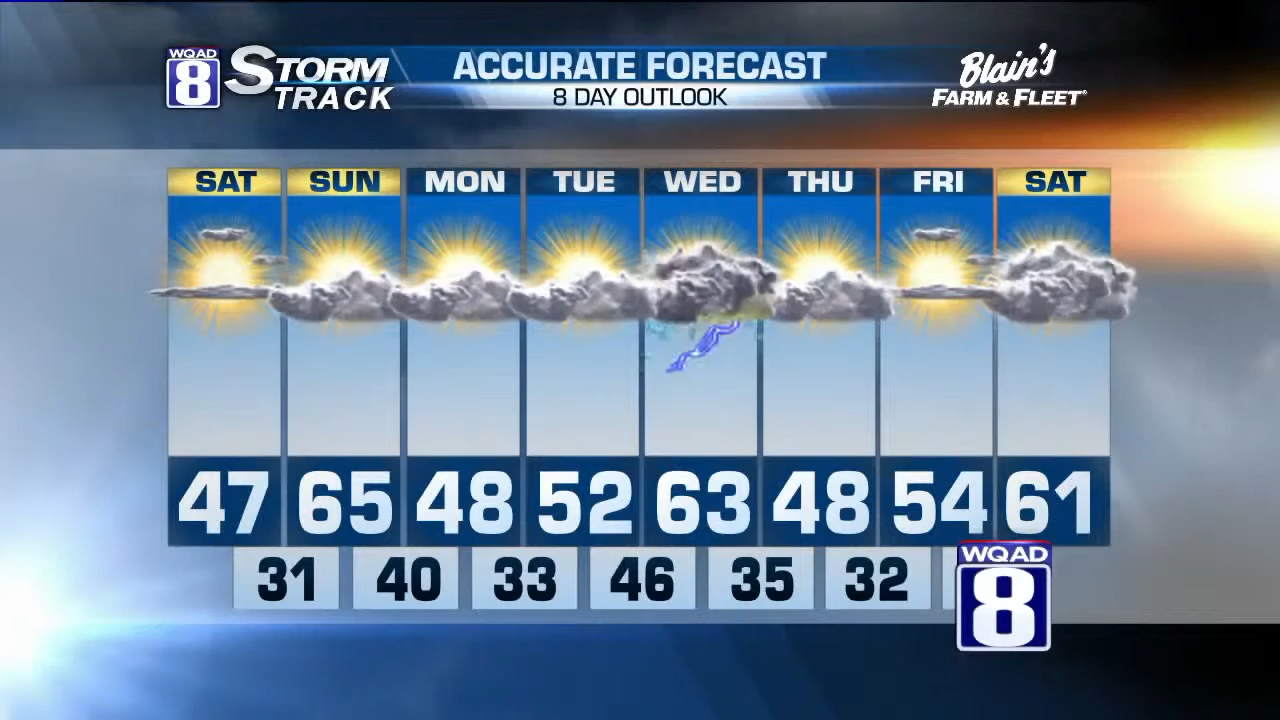 WQAD
8
STORM
TRACK
ACCURATE FORECAST
8 DAY OUTLOOK
Blain's
FARM & FLEET
SAT SUN MON TUE WED THU FRI SAT
47 65 48 52 63 48 54 61
31 40 33 46 35 32
WQAD
8